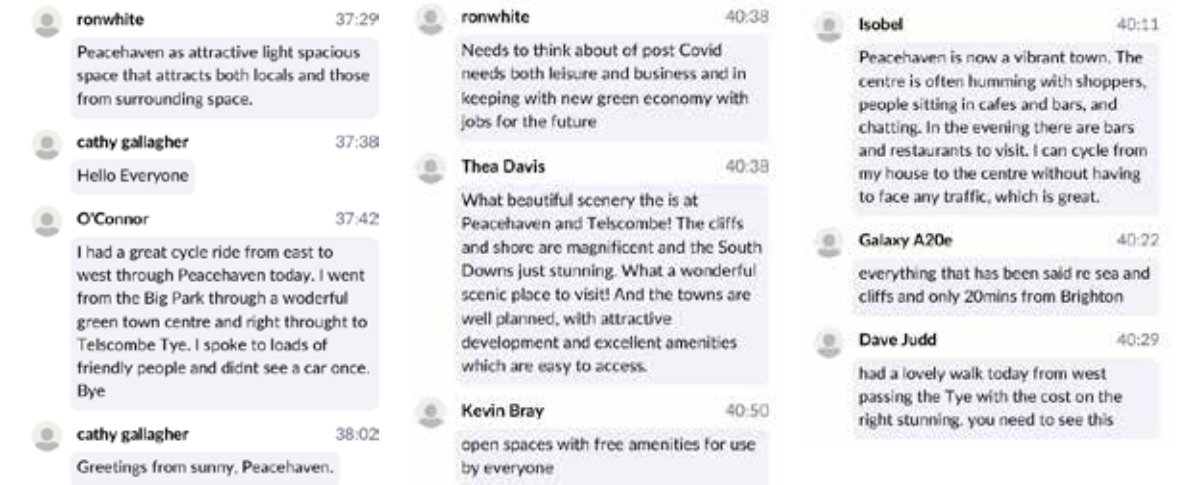 ronwhite 37:29
Peacehaven as attractive light spacious
space that attracts both locals and those
from surrounding space.
cathy gallagher 37:38
Hello Everyone
O'Connor 37:42
I had a great cycle ride from east to
west through Peacehaven today. I went
from the Big Park through a woderful
green town centre and right throught to
Telscombe Tye. I spoke to loads of
friendly people and didnt see a car once.
Bye
cathy gallagher 38:02
Greetings from sunny, Peacehaven.
ronwhite 40:38
Needs to think about of post Covid
needs both leisure and business and in
keeping with new green economy with
jobs for the future
Thea Davis 40:38
What beautiful scenery the is at
Peacehaven and Telscombe! The cliffs
and shore are magnificent and the South
Downs just stunning. What a wonderful
scenic place to visit! And the towns are
well planned, with attractive
development and excellent amenities
which are easy to access.
Kevin Bray 40:50
open spaces with free amenities for use
by everyone
Isobel 40:11
Peacehaven is now a vibrant town. The
centre is often humming with shoppers,
people sitting in cafes and bars, and
chatting. In the evening there are bars
and restaurants to visit. I can cycle from
my house to the centre without having
to face any traffic, which is great.
Galaxy A20e 40:22
everything that has been said re sea and
cliffs and only 20mins from Brighton
Dave Judd 40:29
had a lovely walk today from west
passing the Tye with the cost on the
right stunning. you need to see this